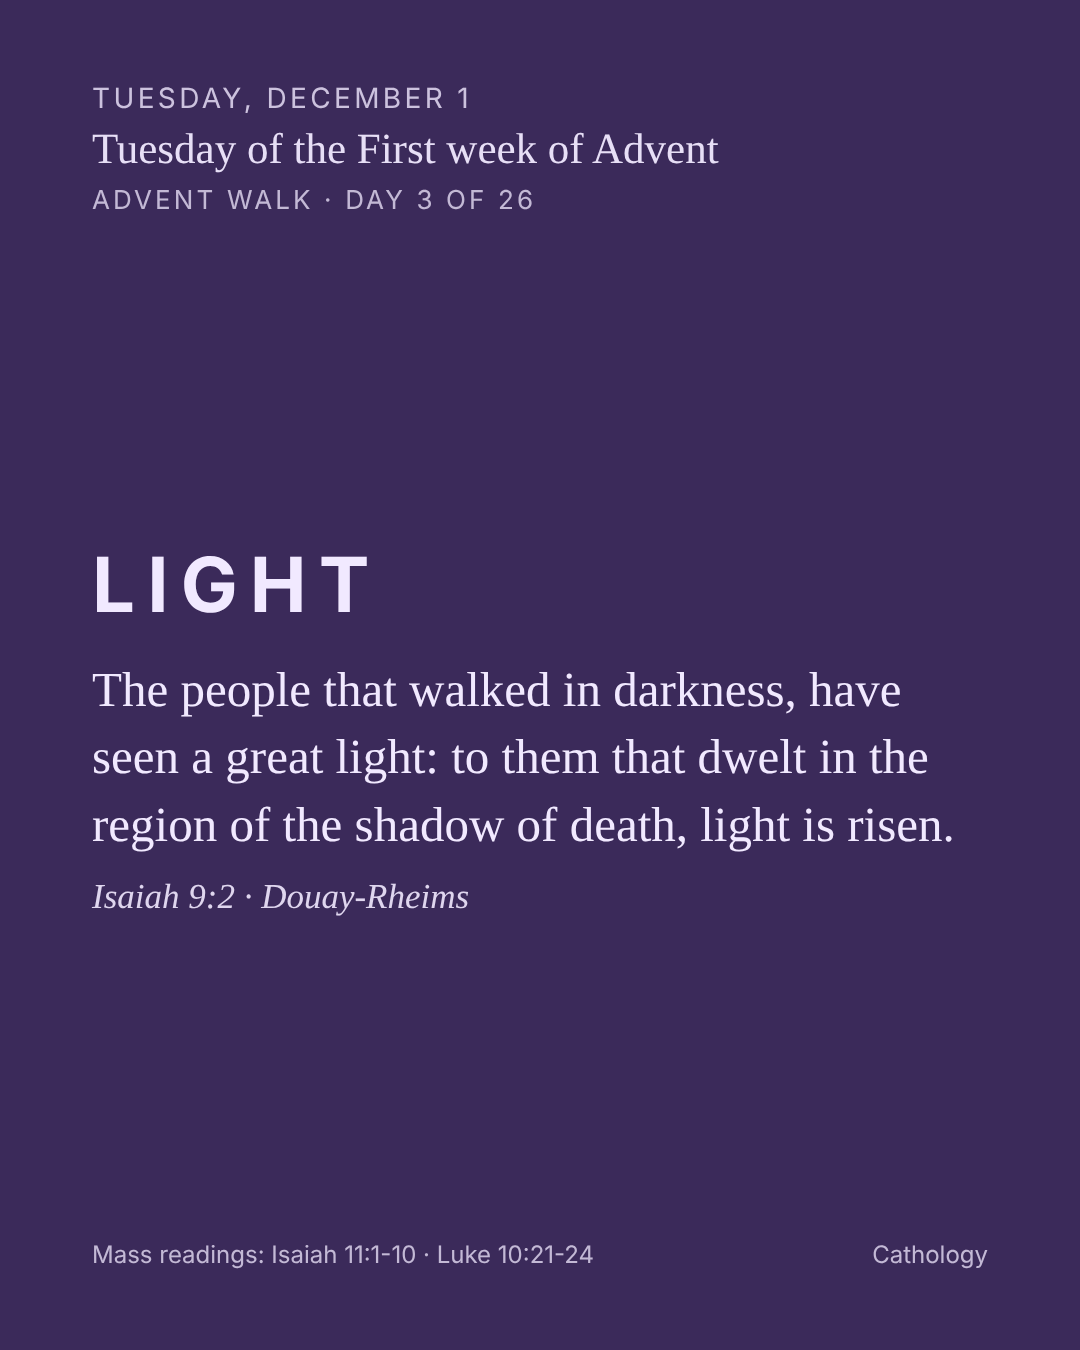 TUESDAY, DECEMBER 1
Tuesday of the First week of Advent
ADVENT WALK · DAY 3 OF 26
LIGHT
The people that walked in darkness, have
seen a great light: to them that dwelt in the
region of the shadow of death, light is risen.
Isaiah 9:2 · Douay-Rheims
Mass readings: Isaiah 11:1-10 · Luke 10:21-24
Cathology